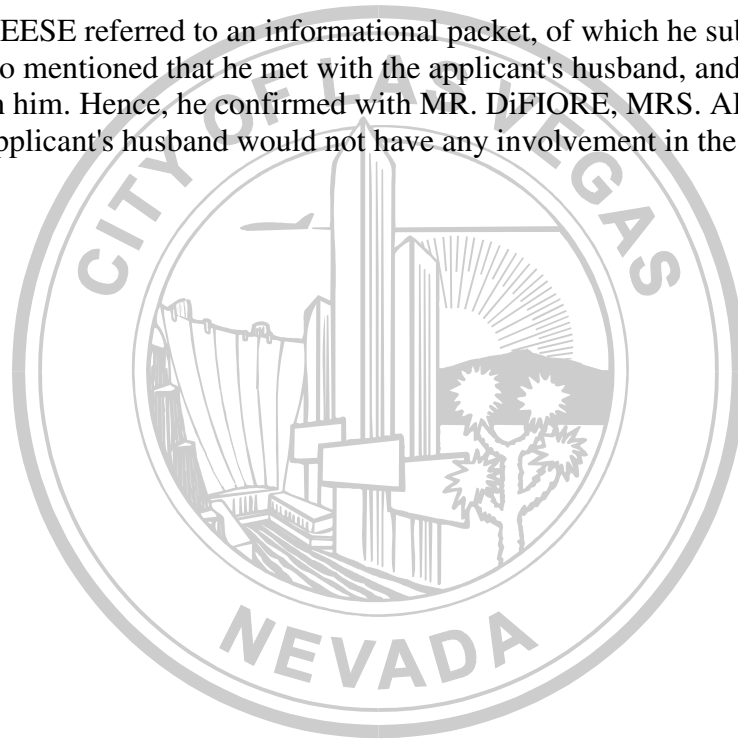 EESE referred to an informational packet, of which he sub
o mentioned that he met with the applicant's husband, and
n him. Hence, he confirmed with MR. DiFIORE, MRS. AI
pplicant's husband would not have any involvement in the
CITY OF LAS VEGAS
NEVADA